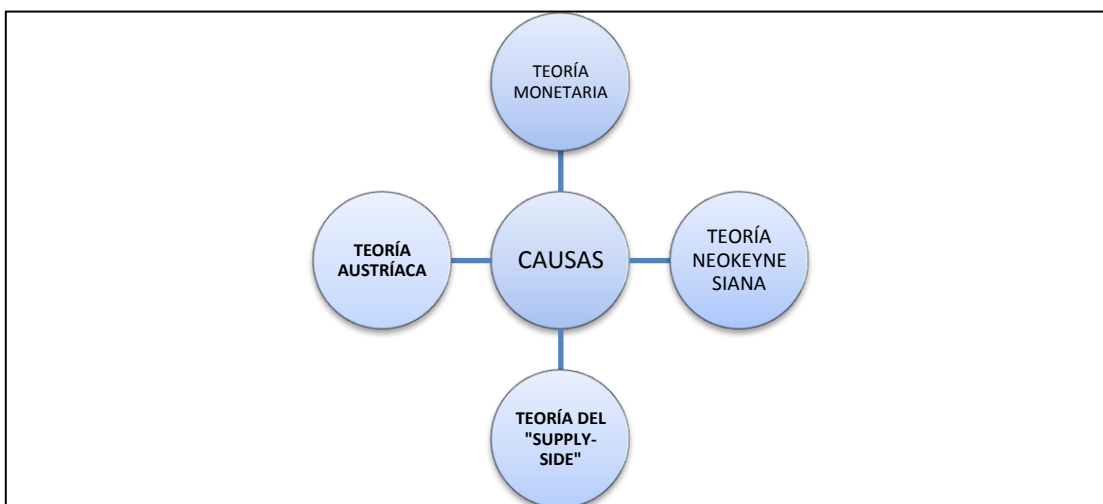 TEORÍA
MONETARIA
TEORÍA
AUSTRÍACA
CAUSAS
TEORÍA
NEOKEYNE
SIANA
TEORÍA DEL
"SUPPLY-
SIDE"